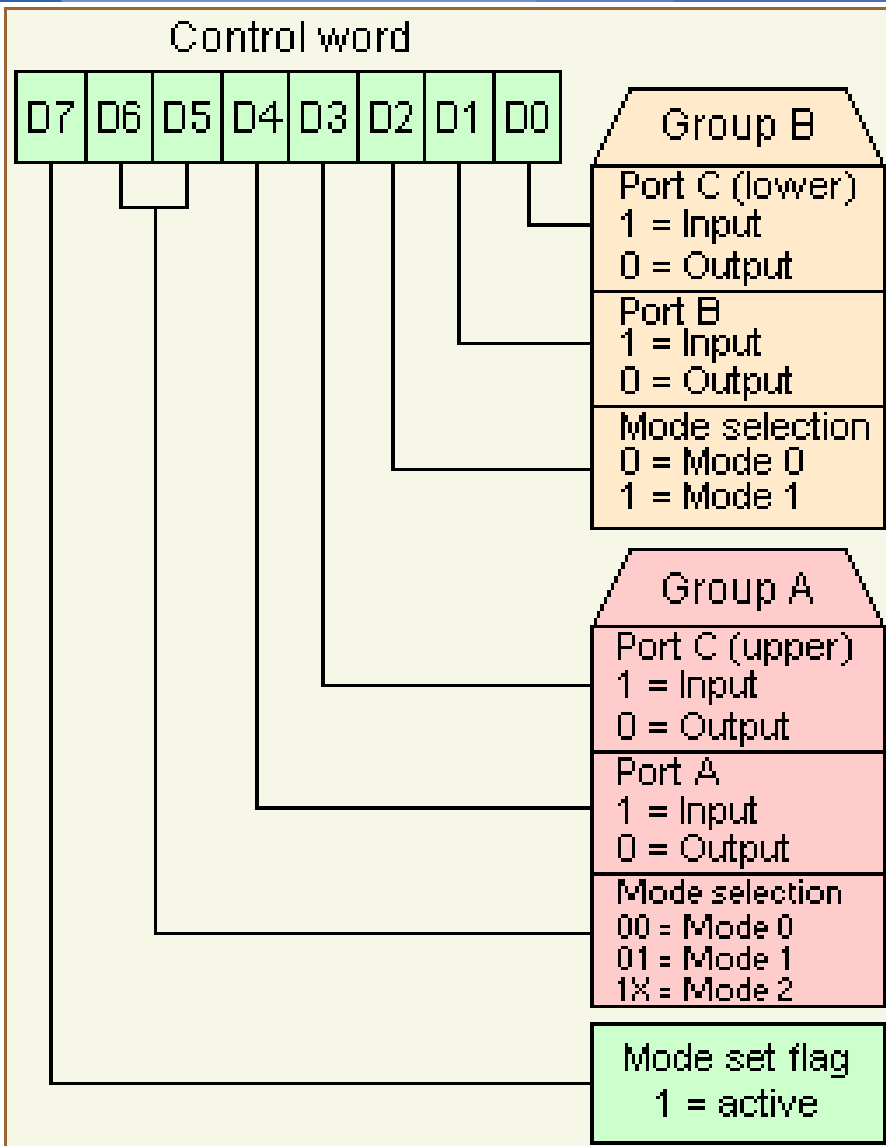 Control word
D7 D6 D5 D4 D3 D2 D1 D0
Group B
Port C (lower)
1 = Input
0 = Output
Port B
1 = Input
0 = Output
Mode selection
0 = Mode 0
1 = Mode 1
Group A
Port C (upper)
1 = Input
0 = Output
Port A
1 = Input
0 = Output
Mode selection
00 = Mode 0
01 = Mode 1
1X = Mode 2
Mode set flag
1 = active